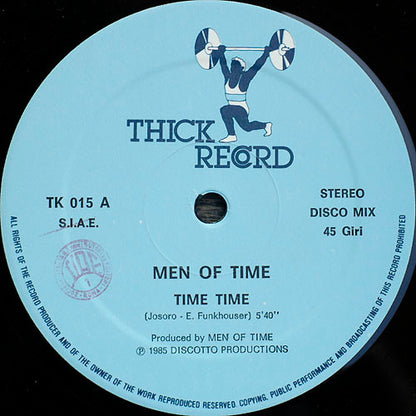 THICK
RECORD
TK 015 A
S.I.A.E.
STEREO
DISCO MIX
45 Giri
MEN OF TIME
TIME TIME
(Josoro - E. Funkhouser) 5'40''
Produced by MEN OF TIME
℗ 1985 DISCOTTO PRODUCTIONS
ALL RIGHTS OF THE RECORD PRODUCER AND OF THE OWNER OF THE WORK REPRODUCED RESERVED. COPYING, PUBLIC PERFORMANCE AND BROADCASTING OF THIS RECORD PROHIBITED